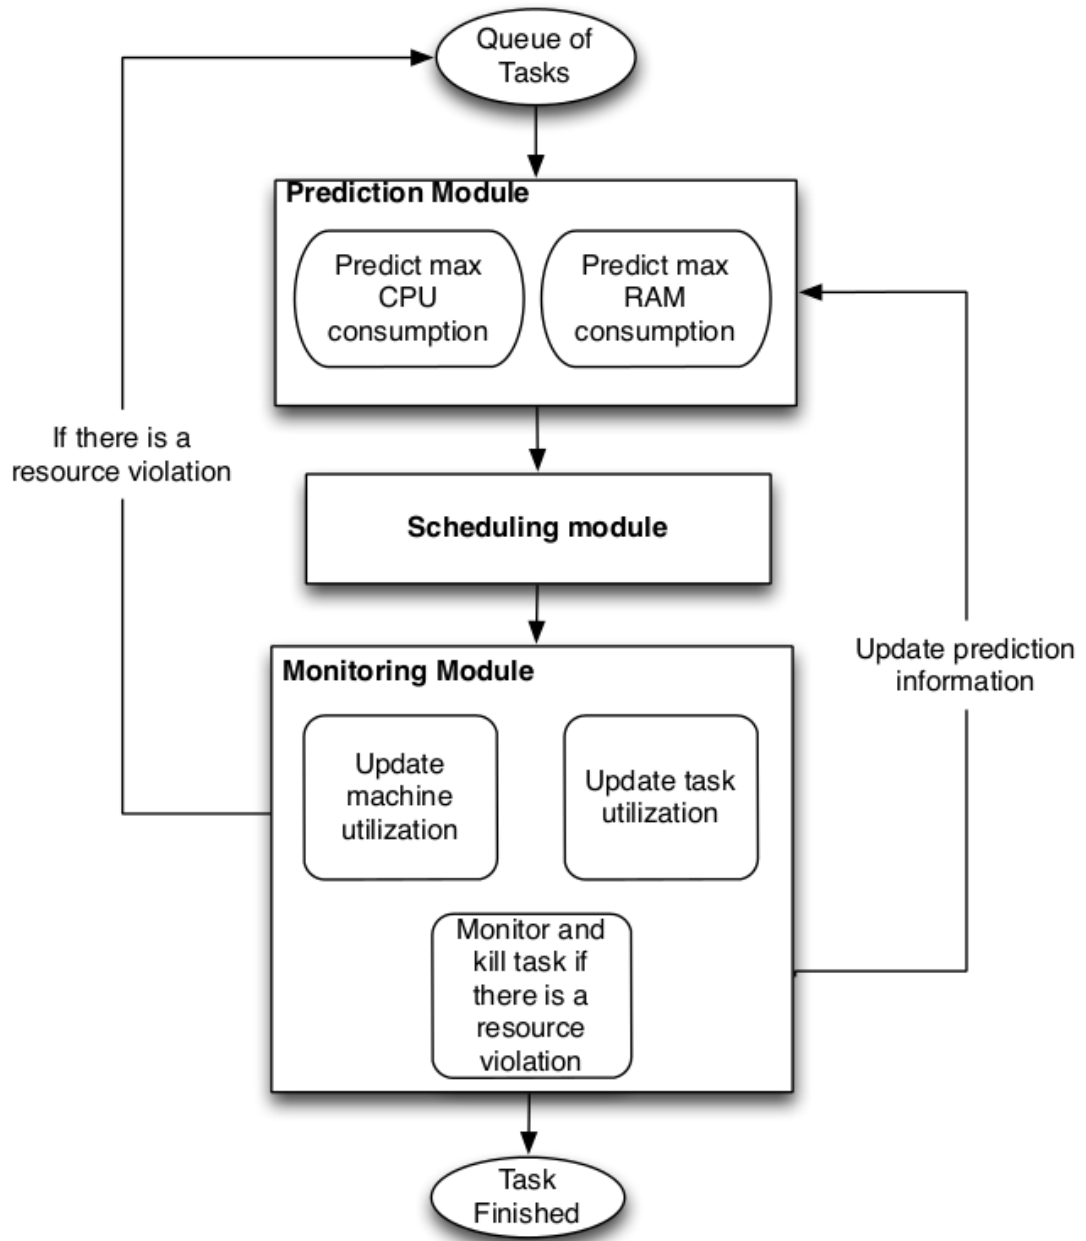 Queue of
Tasks
Prediction Module
Predict max
CPU
consumption
Predict max
RAM
consumption
If there is a
resource violation
Scheduling module
Update prediction
information
Monitoring Module
Update
machine
utilization
Update task
utilization
Monitor and
kill task if
there is a
resource
violation
Task
Finished